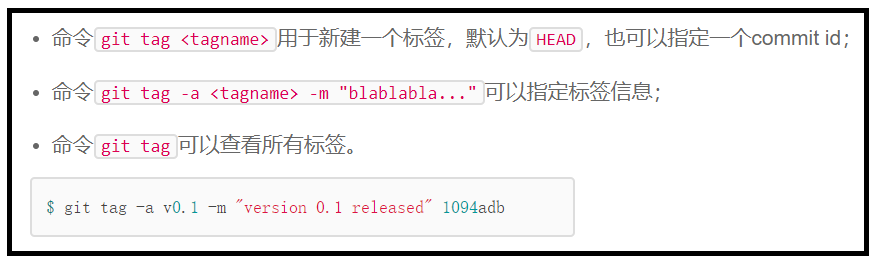 • 命令git tag <tagname>用于新建一个标签，默认为HEAD，也可以指定一个commit id；
• 命令git tag -a <tagname> -m "blablabla..."可以指定标签信息；
• 命令git tag可以查看所有标签。
$ git tag -a v0.1 -m "version 0.1 released" 1094adb